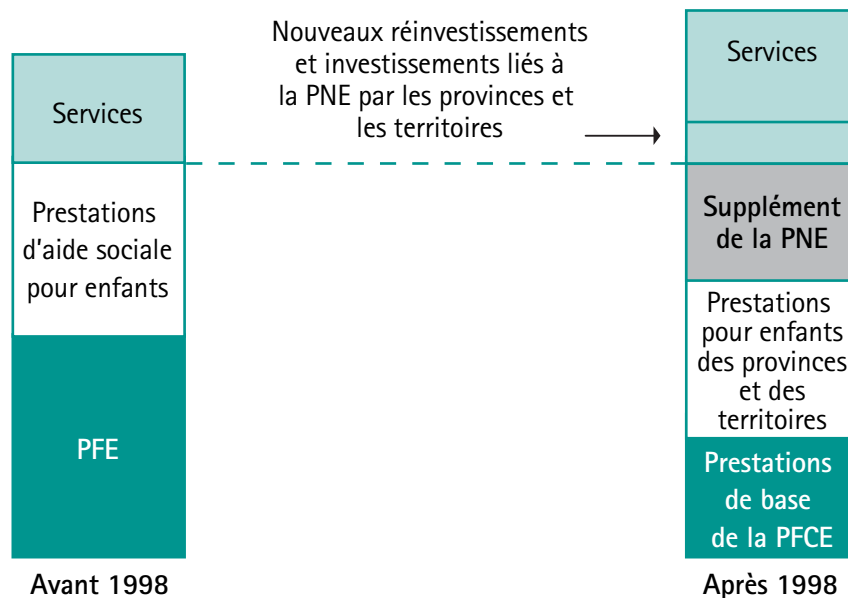 Services
Prestations
d'aide sociale
pour enfants
PFE
Avant 1998
Nouveaux réinvestissements
et investissements liés à
la PNE par les provinces et
les territoires
Services
Supplément
de la PNE
Prestations
pour enfants
des provinces
et des
territoires
Prestations
de base
de la PFCE
Après 1998